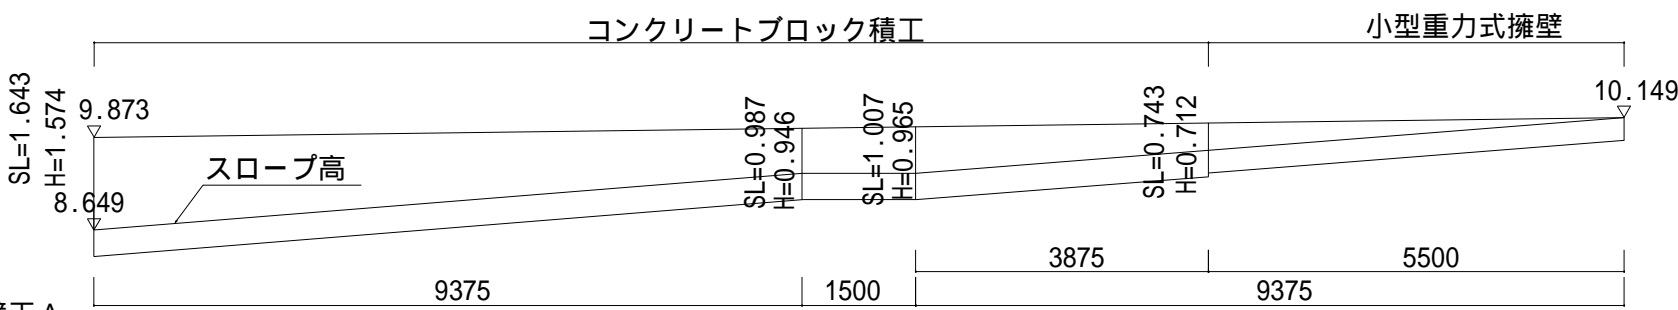 コンクリートブロック積工
小型重力式擁壁
SL=1.643
H=1.574
9.873
8.649
スロープ高
SL=0.987
H=0.946
SL=1.007
H=0.965
SL=0.743
H=0.712
10.149
3875
5500
9375
1500
9375